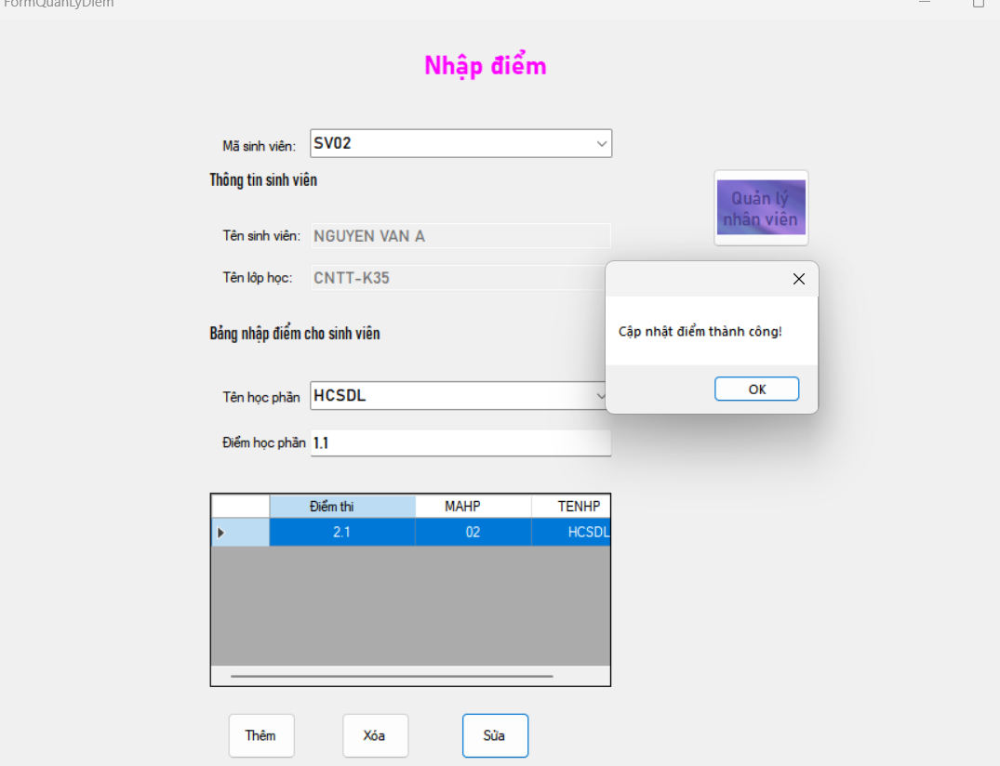 FormQuanLyDiem
Nhập điểm
Mã sinh viên: SV02
Thông tin sinh viên
Quản lý
nhân viên
Tên sinh viên: NGUYEN VAN A
Tên lớp học: CNTT-K35
Cập nhật điểm thành công!
OK
Bảng nhập điểm cho sinh viên
Tên học phần HCSDL
Điểm học phần 1.1
Điểm thi MAHP TENHP
2.1 02 HCSDL
Thêm Xóa Sửa